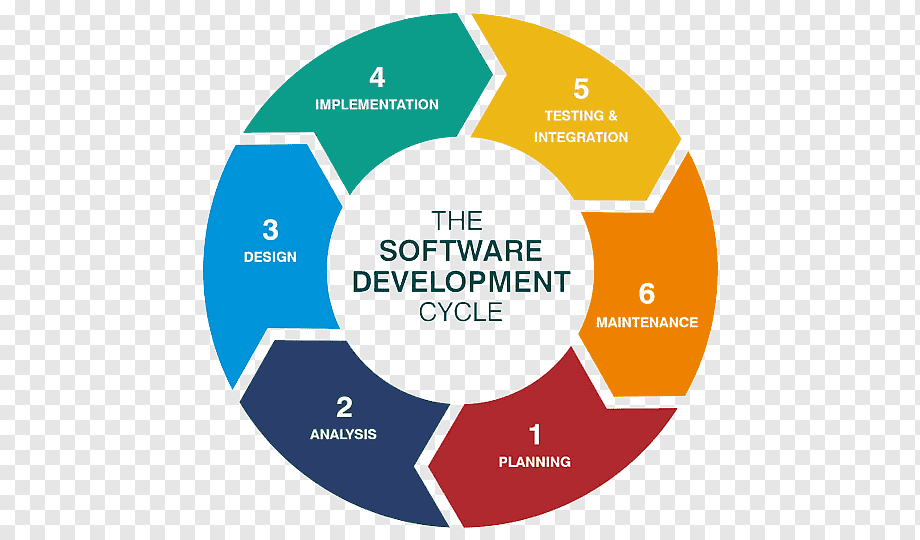 THE
SOFTWARE
DEVELOPMENT
CYCLE
1
PLANNING
2
ANALYSIS
3
DESIGN
4
IMPLEMENTATION
5
TESTING &
INTEGRATION
6
MAINTENANCE